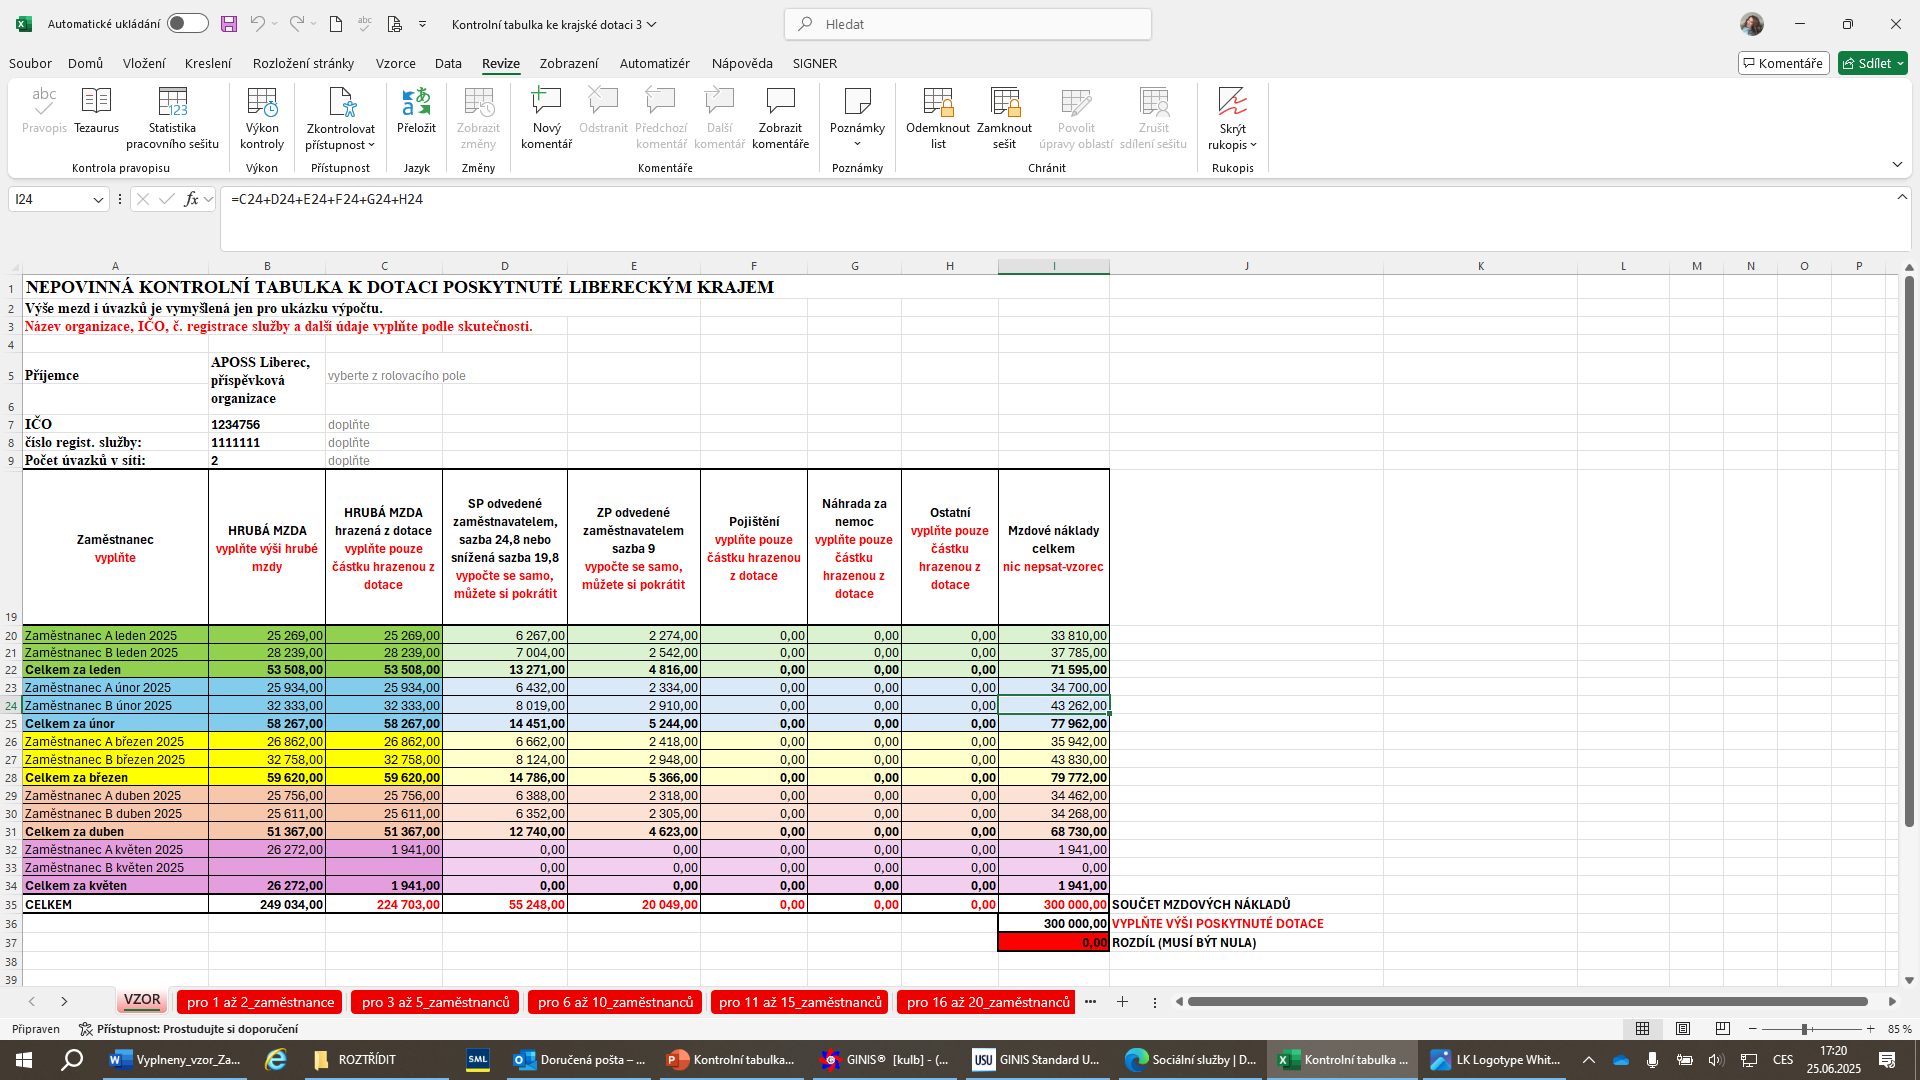 Automatické ukládání
Kontrolní tabulka ke krajské dotaci 3
Hledat
Soubor Domů Vložení Kreslení Rozložení stránky Vzorce Data Revize Zobrazení Automatizér Nápověda SIGNER
Komentáře Sdílet
Pravopis Tezaurus Statistika pracovního sešitu
Výkon kontroly
Zkontrolovat přístupnost
Přeložit
Zobrazit změny
Nový komentář Odstranit Předchozí komentář Další komentář Zobrazit komentáře
Poznámky
Odemknout list Zamknout sešit Povolit úpravy oblastí Zrušit sdílení sešitu
Skrýt rukopis
Kontrola pravopisu Výkon Přístupnost Jazyk Změny Komentáře Poznámky Chránit Rukopis
I24 fx =C24+D24+E24+F24+G24+H24
A B C D E F G H I J K L M N O P
1 NEPOVINNÁ KONTROLNÍ TABULKA K DOTACI POSKYTNUTÉ LIBERECKÝM KRAJEM
2 Výše mezd i úvazků je vymyšlená jen pro ukázku výpočtu.
3 Název organizace, IČO, č. registrace služby a další údaje vyplňte podle skutečnosti.
4
5 Příjemce APOSS Liberec, příspěvková organizace vyberte z rolovacího pole
6
7 IČO 1234756 doplňte
8 číslo regist. služby: 1111111 doplňte
9 Počet úvazků v síti: 2 doplňte
19 Zaměstnanec vyplňte
HRUBÁ MZDA vyplňte výši hrubé mzdy
HRUBÁ MZDA hrazená z dotace vyplňte pouze částku hrazenou z dotace
SP odvedené zaměstnavatelem, sazba 24,8 nebo snížená sazba 19,8 vypočte se samo, můžete si pokrátit
ZP odvedené zaměstnavatelem sazba 9 vypočte se samo, můžete si pokrátit
Pojištění vyplňte pouze částku hrazenou z dotace
Náhrada za nemoc vyplňte pouze částku hrazenou z dotace
Ostatní vyplňte pouze částku hrazenou z dotace
Mzdové náklady celkem nic nepsat-vzorec
20 Zaměstnanec A leden 2025 25 269,00 25 269,00 6 267,00 2 274,00 0,00 0,00 0,00 33 810,00
21 Zaměstnanec B leden 2025 28 239,00 28 239,00 7 004,00 2 542,00 0,00 0,00 0,00 37 785,00
22 Celkem za leden 53 508,00 53 508,00 13 271,00 4 816,00 0,00 0,00 0,00 71 595,00
23 Zaměstnanec A únor 2025 25 934,00 25 934,00 6 432,00 2 334,00 0,00 0,00 0,00 34 700,00
24 Zaměstnanec B únor 2025 32 333,00 32 333,00 8 019,00 2 910,00 0,00 0,00 0,00 43 262,00
25 Celkem za únor 58 267,00 58 267,00 14 451,00 5 244,00 0,00 0,00 0,00 77 962,00
26 Zaměstnanec A březen 2025 26 862,00 26 862,00 6 662,00 2 418,00 0,00 0,00 0,00 35 942,00
27 Zaměstnanec B březen 2025 32 758,00 32 758,00 8 124,00 2 948,00 0,00 0,00 0,00 43 830,00
28 Celkem za březen 59 620,00 59 620,00 14 786,00 5 366,00 0,00 0,00 0,00 79 772,00
29 Zaměstnanec A duben 2025 25 756,00 25 756,00 6 388,00 2 318,00 0,00 0,00 0,00 34 462,00
30 Zaměstnanec B duben 2025 25 611,00 25 611,00 6 352,00 2 305,00 0,00 0,00 0,00 34 268,00
31 Celkem za duben 51 367,00 51 367,00 12 740,00 4 623,00 0,00 0,00 0,00 68 730,00
32 Zaměstnanec A květen 2025 26 272,00 1 941,00 0,00 0,00 0,00 0,00 0,00 1 941,00
33 Zaměstnanec B květen 2025 0,00 0,00 0,00 0,00 0,00 0,00
34 Celkem za květen 26 272,00 1 941,00 0,00 0,00 0,00 0,00 0,00 1 941,00
35 CELKEM 249 034,00 224 703,00 55 248,00 20 049,00 0,00 0,00 0,00 300 000,00 SOUČET MZDOVÝCH NÁKLADŮ
36 300 000,00 VYPLŇTE VÝŠI POSKYTNUTÉ DOTACE
37 0,00 ROZDÍL (MUSÍ BÝT NULA)
38
39
VZOR pro 1 až 2_zaměstnance pro 3 až 5_zaměstnanců pro 6 až 10_zaměstnanců pro 11 až 15_zaměstnanců pro 16 až 20_zaměstnanců
Připraven Přístupnost: Prostudujte si doporučení 85 %
Vyplneny_vzor_Za... ROZTŘÍDIT SML Doručená pošta – ... Kontrolní tabulka... GINIS® [kulb] - (... USU GINIS Standard U... Sociální služby | D... Kontrolní tabulka ... LK Logotype Whit... CES 17:20
25.06.2025